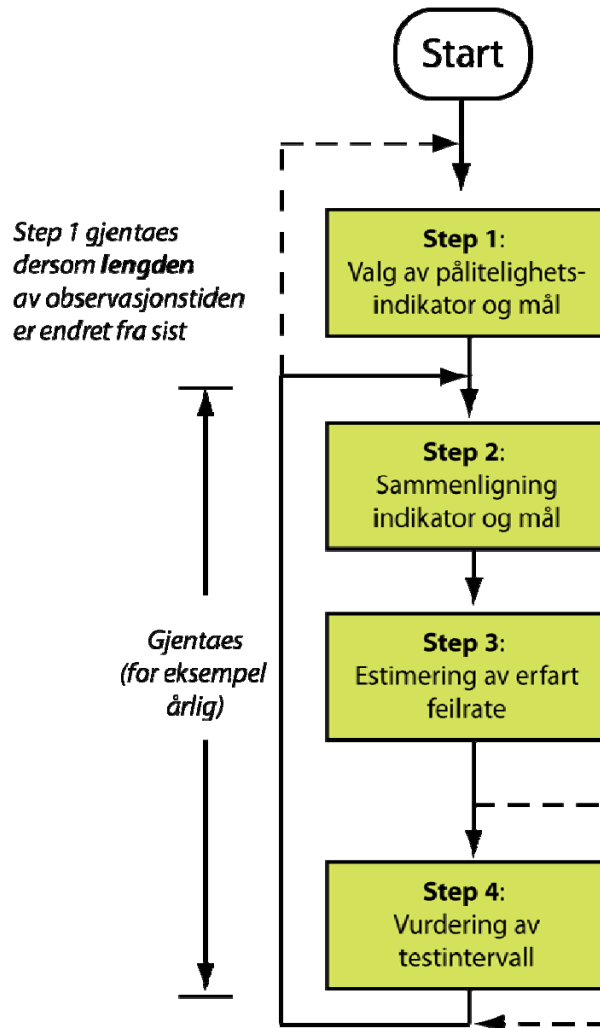 Start
Step 1 gjentaes
dersom lengden
av observasjonstiden
er endret fra sist
Step 1:
Valg av pålitelighets-
indikator og mål
Step 2:
Sammenligning
indikator og mål
Gjentaes
(for eksempel
årlig)
Step 3:
Estimering av erfart
feilrate
Step 4:
Vurdering av
testintervall